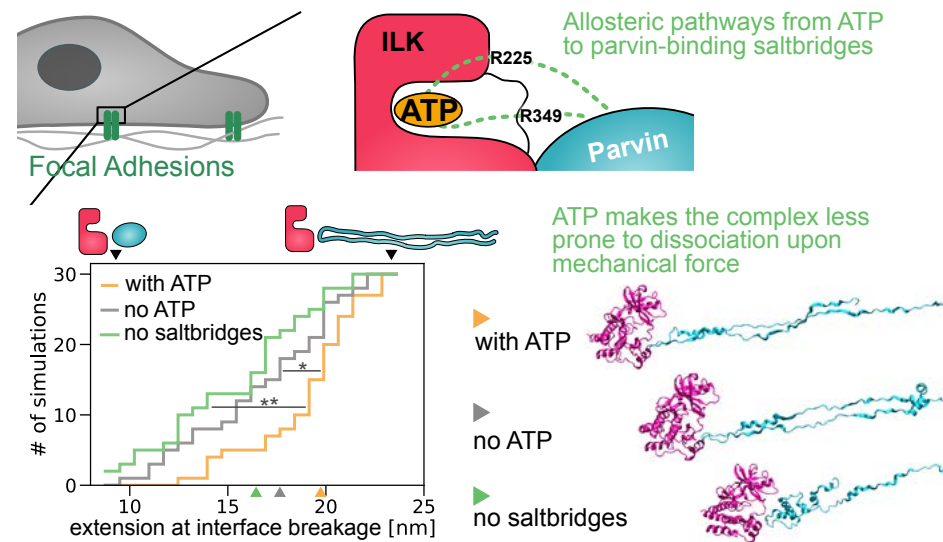 Allosteric pathways from ATP
to parvin-binding saltbridges
ILK
R225
ATP
R349
Parvin
Focal Adhesions
ATP makes the complex less
prone to dissociation upon
mechanical force
with ATP
no ATP
no saltbridges
*
**
30
20
10
0
10
15
20
25
# of simulations
extension at interface breakage [nm]
with ATP
no ATP
no saltbridges